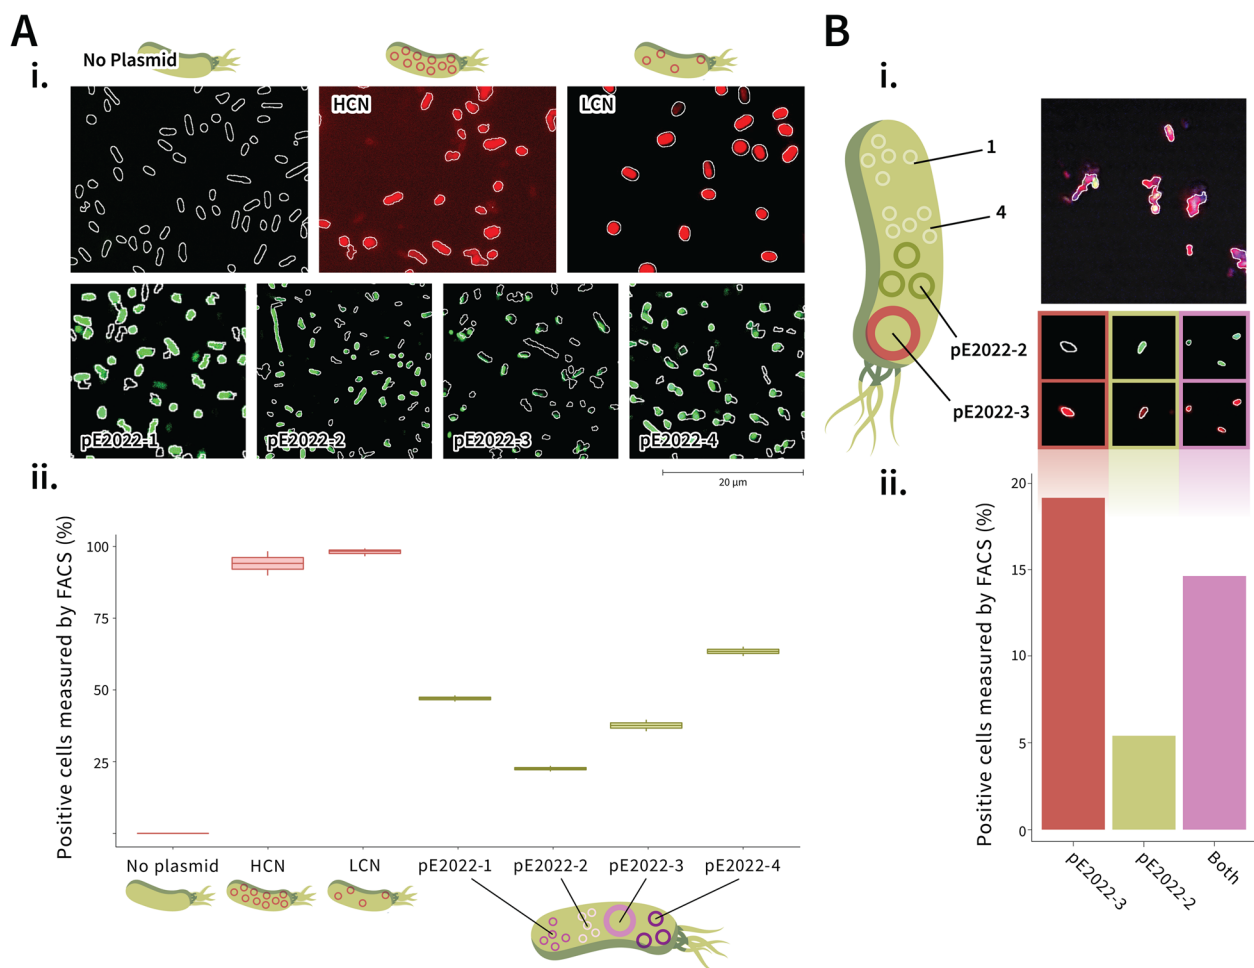 A
B
i.
i.
No Plasmid
HCN
LCN
1
4
pE2022-2
pE2022-3
pE2022-1
pE2022-2
pE2022-3
pE2022-4
20 µm
ii.
ii.
Positive cells measured by FACS (%)
100
75
50
25
No plasmid
HCN
LCN
pE2022-1
pE2022-2
pE2022-3
pE2022-4
Positive cells measured by FACS (%)
20
15
10
5
0
pE2022-3
pE2022-2
Both